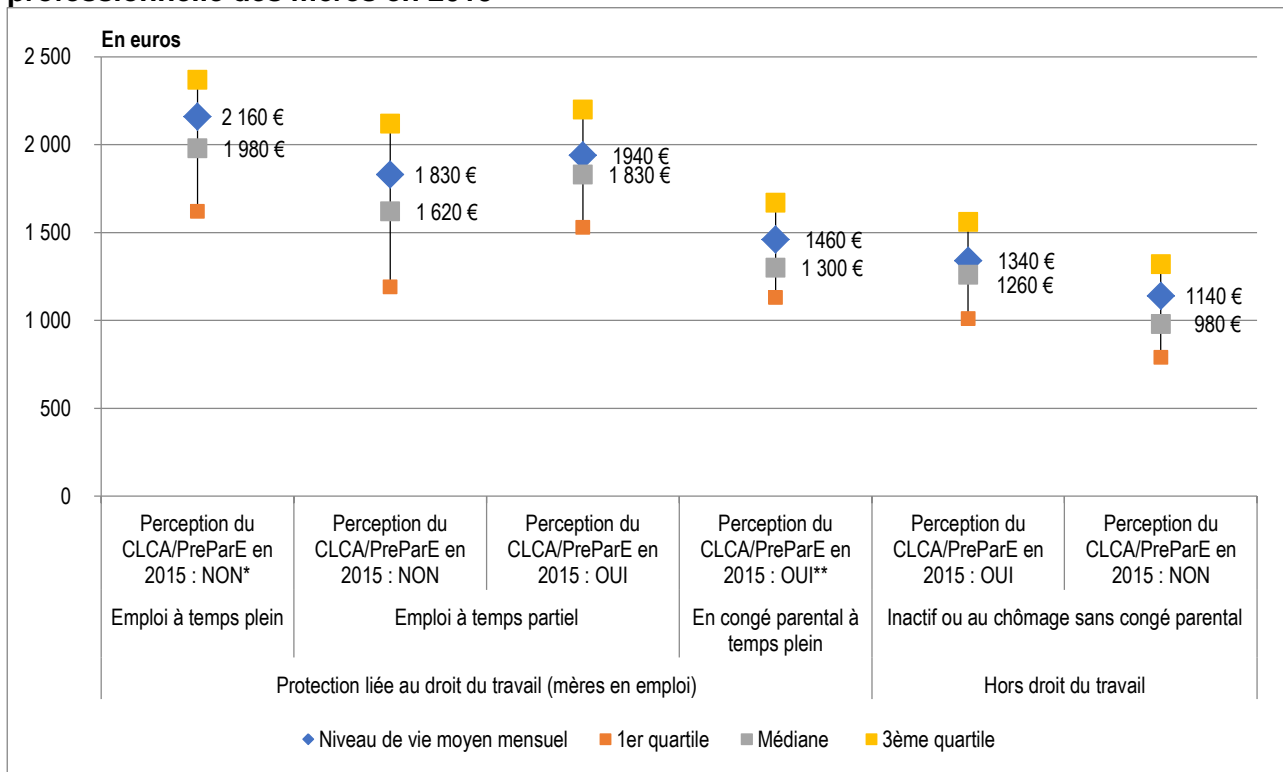 professionnelle des mères en 2015
En euros
2 500
2 000
1 500
1 000
500
0
2 160 €
1 980 €
1 830 €
1 620 €
1940 €
1 830 €
1460 €
1 300 €
1340 €
1260 €
1140 €
980 €
Perception du
CLCA/PreParE en
2015 : NON*
Perception du
CLCA/PreParE en
2015 : NON
Perception du
CLCA/PreParE en
2015 : OUI
Perception du
CLCA/PreParE en
2015 : OUI**
Perception du
CLCA/PreParE en
2015 : OUI
Perception du
CLCA/PreParE en
2015 : NON
Emploi à temps plein
Emploi à temps partiel
En congé parental à
temps plein
Inactif ou au chômage sans congé parental
Protection liée au droit du travail (mères en emploi)
Hors droit du travail
Niveau de vie moyen mensuel
1er quartile
Médiane
3ème quartile